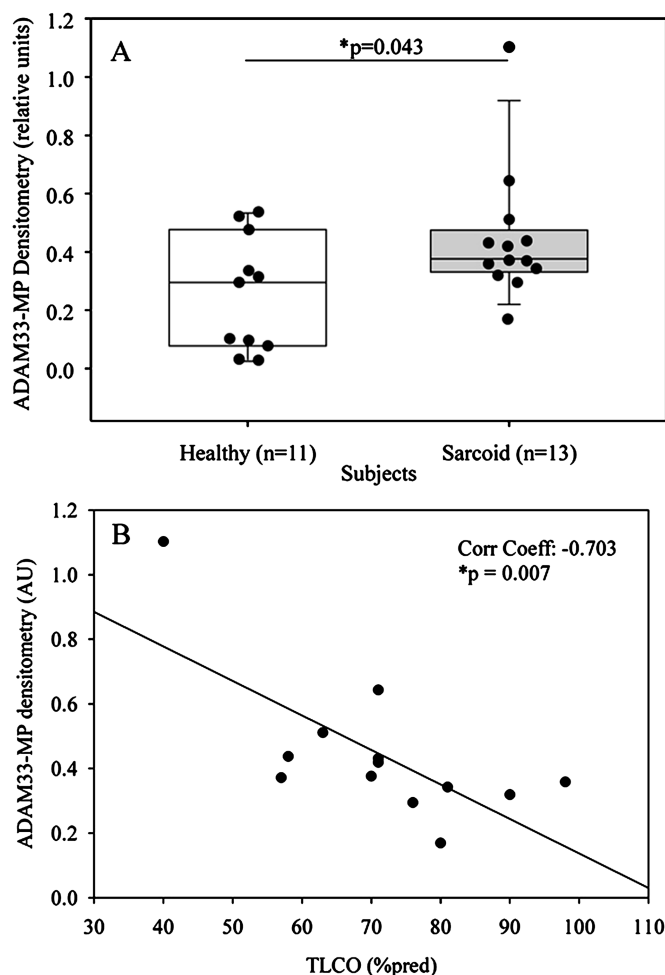 A
*p=0.043
ADAM33-MP Densitometry (relative units)
1.2
1.0
0.8
0.6
0.4
0.2
0.0
Healthy (n=11)
Sarcoid (n=13)
Subjects
B
Corr Coeff: -0.703
*p = 0.007
ADAM33-MP densitometry (AU)
1.2
1.0
0.8
0.6
0.4
0.2
0.0
30 40 50 60 70 80 90 100 110
TLCO (%pred)